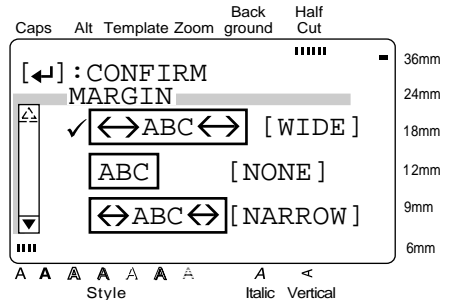 Back Half
Caps Alt Template Zoom ground Cut
[↵]:CONFIRM 36mm
MARGIN 24mm
✓ ↔ABC↔ [WIDE] 18mm
ABC [NONE] 12mm
↔ABC↔ [NARROW] 9mm
6mm
A A A A A A A A A
Style Italic Vertical